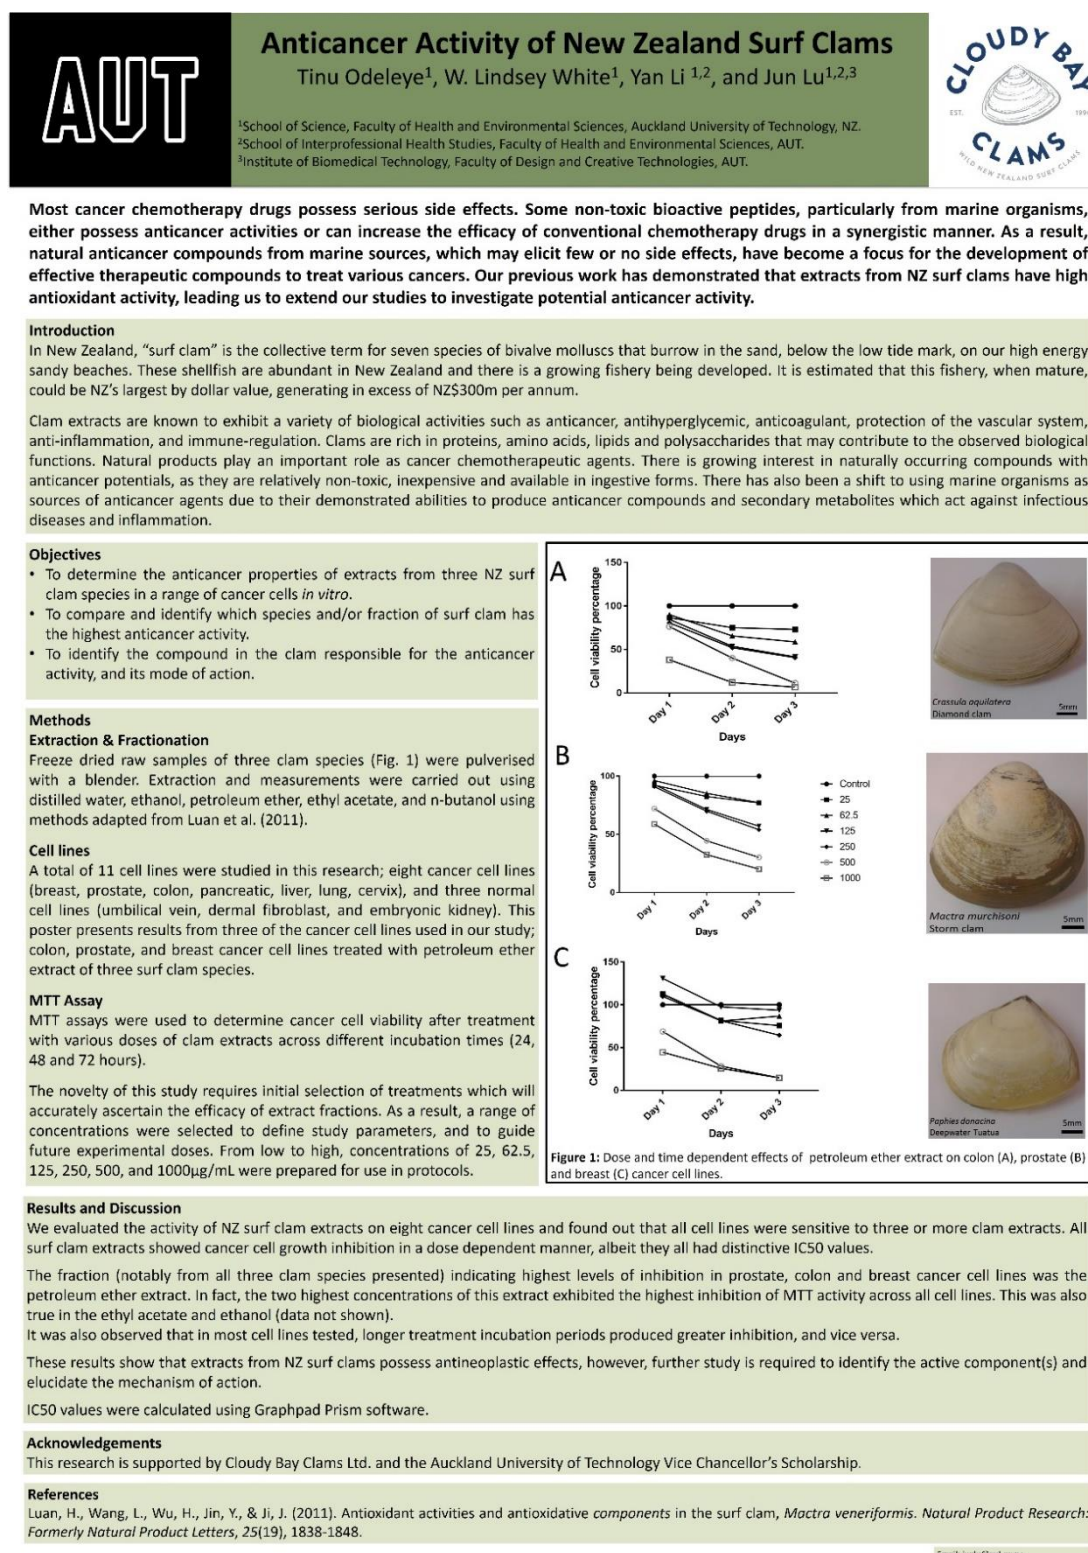 AUT
Anticancer Activity of New Zealand Surf Clams
Tinu Odeleye1, W. Lindsey White1, Yan Li 1,2, and Jun Lu1,2,3
1School of Science, Faculty of Health and Environmental Sciences, Auckland University of Technology, NZ.
2School of Interprofessional Health Studies, Faculty of Health and Environmental Sciences, AUT.
3Institute of Biomedical Technology, Faculty of Design and Creative Technologies, AUT.
CLOUDY BAY
EST. 199
CLAMS
WILD NEW ZEALAND SURF CLAMS
Most cancer chemotherapy drugs possess serious side effects. Some non-toxic bioactive peptides, particularly from marine organisms,
either possess anticancer activities or can increase the efficacy of conventional chemotherapy drugs in a synergistic manner. As a result,
natural anticancer compounds from marine sources, which may elicit few or no side effects, have become a focus for the development of
effective therapeutic compounds to treat various cancers. Our previous work has demonstrated that extracts from NZ surf clams have high
antioxidant activity, leading us to extend our studies to investigate potential anticancer activity.
Introduction
In New Zealand, “surf clam” is the collective term for seven species of bivalve molluscs that burrow in the sand, below the low tide mark, on our high energy
sandy beaches. These shellfish are abundant in New Zealand and there is a growing fishery being developed. It is estimated that this fishery, when mature,
could be NZ’s largest by dollar value, generating in excess of NZ$300m per annum.
Clam extracts are known to exhibit a variety of biological activities such as anticancer, antihyperglycemic, anticoagulant, protection of the vascular system,
anti-inflammation, and immune-regulation. Clams are rich in proteins, amino acids, lipids and polysaccharides that may contribute to the observed biological
functions. Natural products play an important role as cancer chemotherapeutic agents. There is growing interest in naturally occurring compounds with
anticancer potentials, as they are relatively non-toxic, inexpensive and available in ingestive forms. There has also been a shift to using marine organisms as
sources of anticancer agents due to their demonstrated abilities to produce anticancer compounds and secondary metabolites which act against infectious
diseases and inflammation.
Objectives
• To determine the anticancer properties of extracts from three NZ surf
clam species in a range of cancer cells in vitro.
• To compare and identify which species and/or fraction of surf clam has
the highest anticancer activity.
• To identify the compound in the clam responsible for the anticancer
activity, and its mode of action.
Methods
Extraction & Fractionation
Freeze dried raw samples of three clam species (Fig. 1) were pulverised
with a blender. Extraction and measurements were carried out using
distilled water, ethanol, petroleum ether, ethyl acetate, and n-butanol using
methods adapted from Luan et al. (2011).
Cell lines
A total of 11 cell lines were studied in this research; eight cancer cell lines
(breast, prostate, colon, pancreatic, liver, lung, cervix), and three normal
cell lines (umbilical vein, dermal fibroblast, and embryonic kidney). This
poster presents results from three of the cancer cell lines used in our study;
colon, prostate, and breast cancer cell lines treated with petroleum ether
extract of three surf clam species.
MTT Assay
MTT assays were used to determine cancer cell viability after treatment
with various doses of clam extracts across different incubation times (24,
48 and 72 hours).
The novelty of this study requires initial selection of treatments which will
accurately ascertain the efficacy of extract fractions. As a result, a range of
concentrations were selected to define study parameters, and to guide
future experimental doses. From low to high, concentrations of 25, 62.5,
125, 250, 500, and 1000µg/mL were prepared for use in protocols.
A
Cell viability percentage
150
100
50
0
Day 1
Day 2
Day 3
Days
Crassula aquilatera
Diamond clam
5mm
B
Cell viability percentage
100
50
0
Day 1
Day 2
Day 3
Days
Control
25
62.5
125
250
500
1000
Mactra murchisoni
Storm clam
5mm
C
Cell viability percentage
150
100
50
0
Day 1
Day 2
Day 3
Days
Paphies donacina
Deepwater Tuatua
5mm
Figure 1: Dose and time dependent effects of petroleum ether extract on colon (A), prostate (B)
and breast (C) cancer cell lines.
Results and Discussion
We evaluated the activity of NZ surf clam extracts on eight cancer cell lines and found out that all cell lines were sensitive to three or more clam extracts. All
surf clam extracts showed cancer cell growth inhibition in a dose dependent manner, albeit they all had distinctive IC50 values.
The fraction (notably from all three clam species presented) indicating highest levels of inhibition in prostate, colon and breast cancer cell lines was the
petroleum ether extract. In fact, the two highest concentrations of this extract exhibited the highest inhibition of MTT activity across all cell lines. This was also
true in the ethyl acetate and ethanol (data not shown).
It was also observed that in most cell lines tested, longer treatment incubation periods produced greater inhibition, and vice versa.
These results show that extracts from NZ surf clams possess antineoplastic effects, however, further study is required to identify the active component(s) and
elucidate the mechanism of action.
IC50 values were calculated using Graphpad Prism software.
Acknowledgements
This research is supported by Cloudy Bay Clams Ltd. and the Auckland University of Technology Vice Chancellor’s Scholarship.
References
Luan, H., Wang, L., Wu, H., Jin, Y., & Ji, J. (2011). Antioxidant activities and antioxidative components in the surf clam, Mactra veneriformis. Natural Product Research:
Formerly Natural Product Letters, 25(19), 1838-1848.